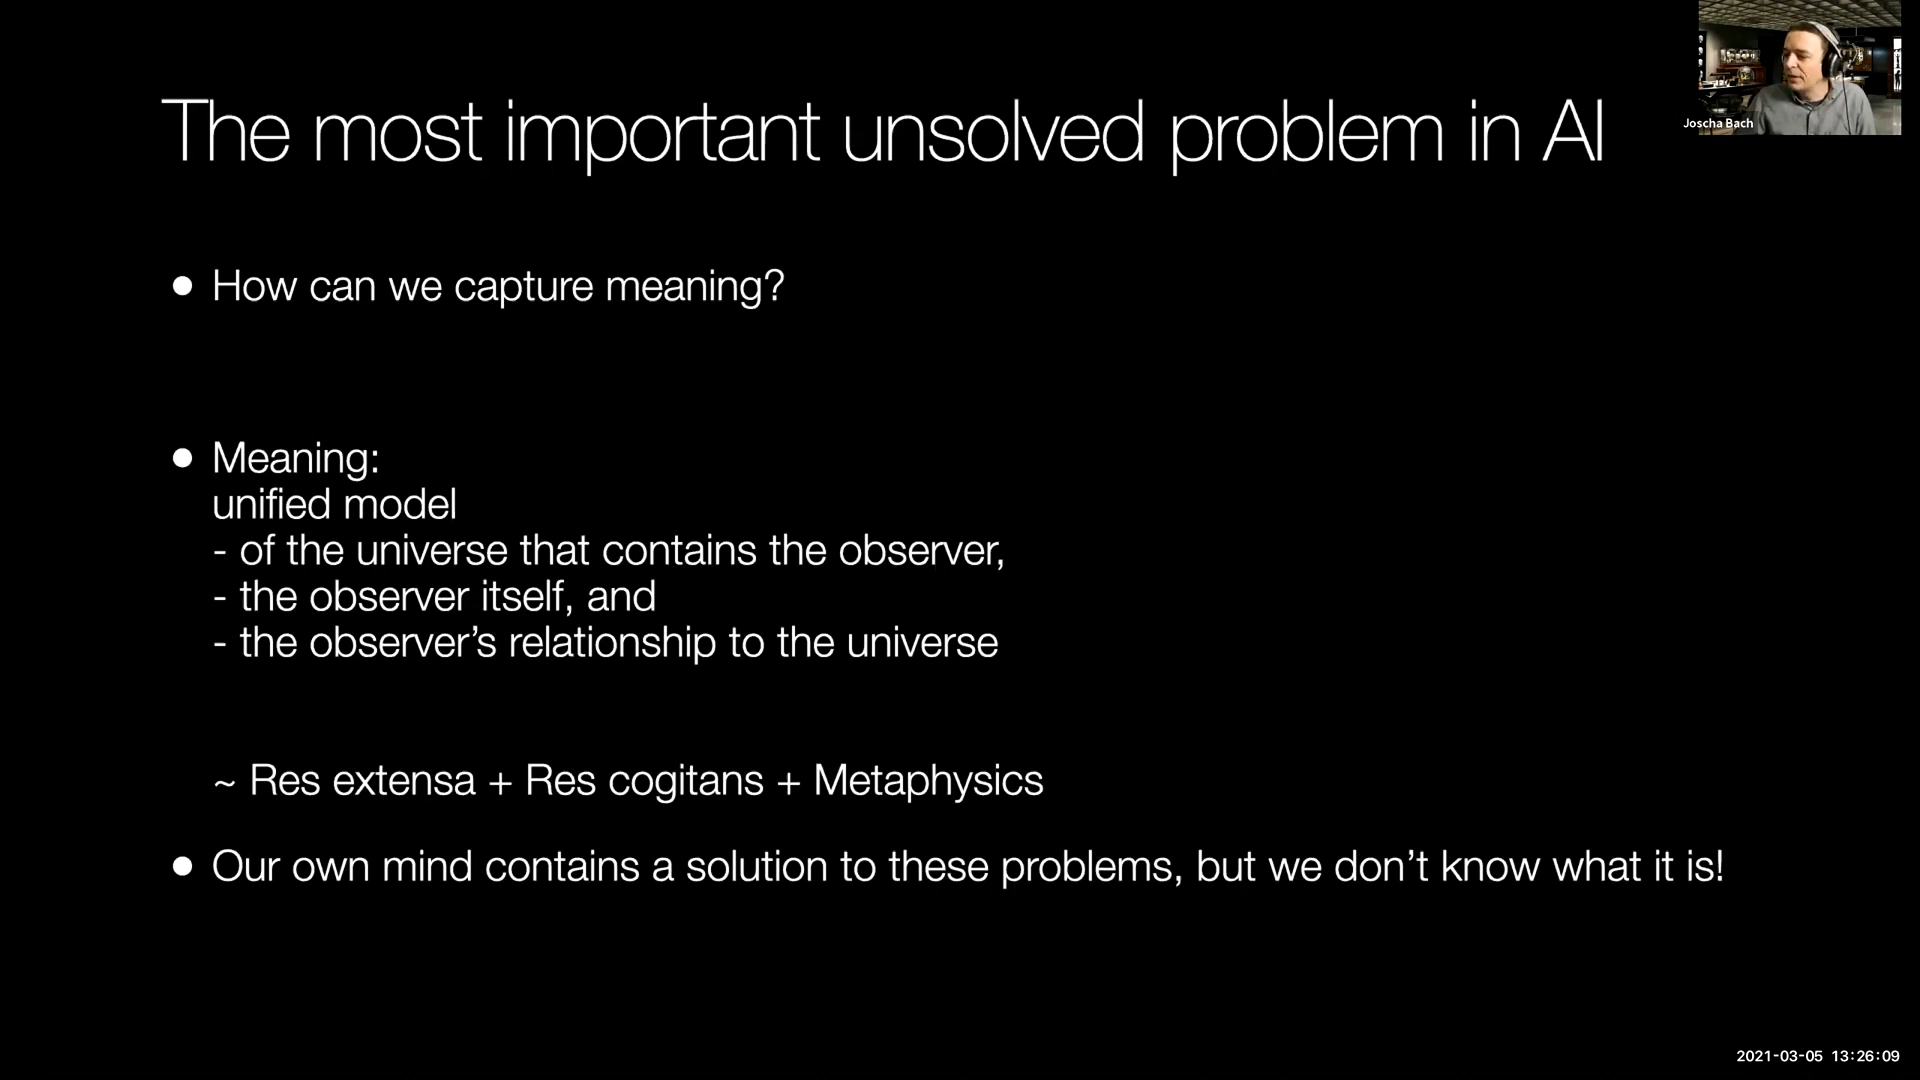 The most important unsolved problem in AI
Joscha Bach
● How can we capture meaning?
● Meaning:
unified model
- of the universe that contains the observer,
- the observer itself, and
- the observer’s relationship to the universe
~ Res extensa + Res cogitans + Metaphysics
● Our own mind contains a solution to these problems, but we don’t know what it is!
2021-03-05 13:26:09